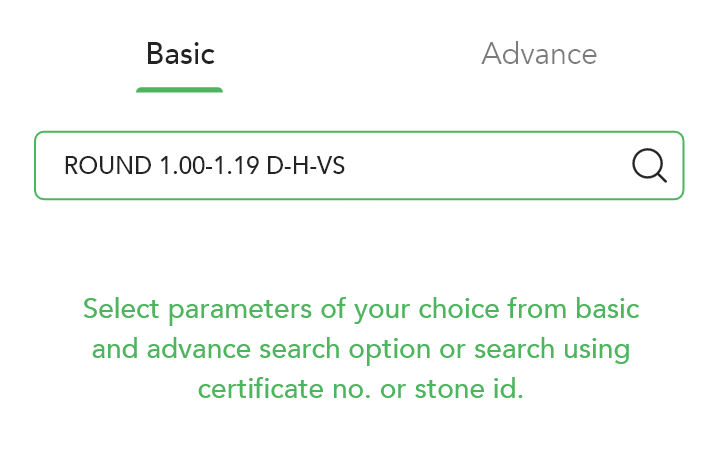 Basic
Advance
ROUND 1.00-1.19 D-H-VS
Select parameters of your choice from basic
and advance search option or search using
certificate no. or stone id.